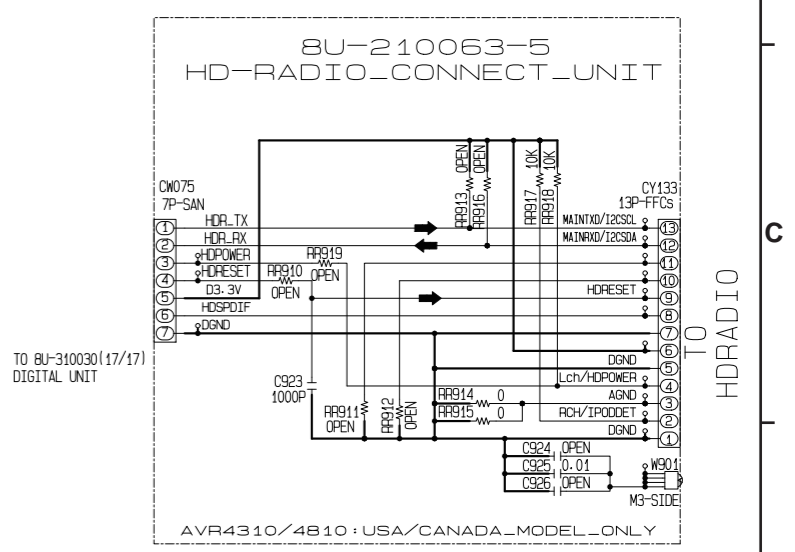 8U-210063-5
HD-RADIO_CONNECT_UNIT
OPEN
OPEN
10K
10K
RR913
RR916
RR917
RR918
CW075
7P-SAN
CY133
13P-FFCs
C
1
HDR_TX
MAINTXD/I2CSCL
13
2
HDR_RX
MAINRXD/I2CSDA
12
3
HDPOWER
RR919
OPEN
11
4
HDRESET
RR910
OPEN
10
5
D3.3V
HDRESET
9
6
HDSPDIF
8
7
DGND
7
6
DGND
5
Lch/HDPOWER
4
AGND
3
RCH/IPODDET
2
DGND
1
TO
HDRADIO
TO 8U-310030(17/17)
DIGITAL UNIT
C923
1000P
RR911
OPEN
RR912
OPEN
RR914
0
RR915
0
C924
OPEN
C925
0.01
C926
OPEN
W901
M3-SIDE
AVR4310/4810:USA/CANADA_MODEL_ONLY